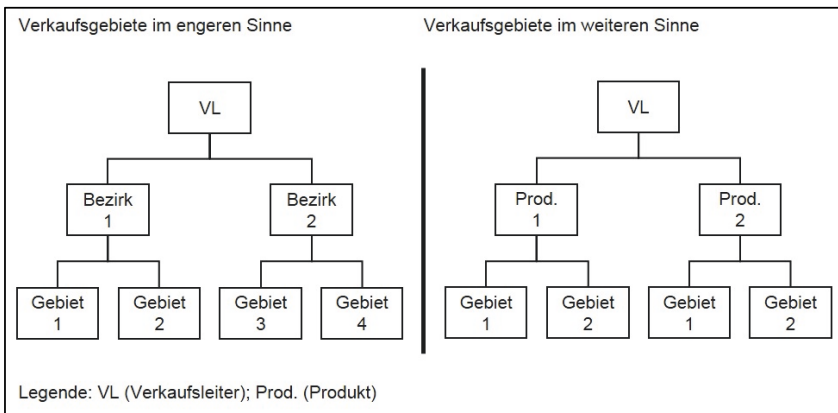 Verkaufsgebiete im engeren Sinne
VL
Bezirk
1
Bezirk
2
Gebiet
1
Gebiet
2
Gebiet
3
Gebiet
4
Verkaufsgebiete im weiteren Sinne
VL
Prod.
1
Prod.
2
Gebiet
1
Gebiet
2
Gebiet
1
Gebiet
2
Legende: VL (Verkaufsleiter); Prod. (Produkt)